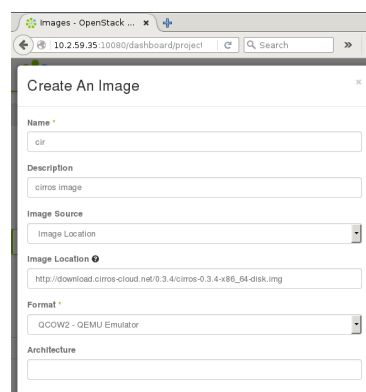 Images - OpenStack ...
10.2.59.35:10080/dashboard/project
Search
Create An Image
Name *
cir
Description
cirros image
Image Source
Image Location
Image Location
http://download.cirros-cloud.net/0.3.4/cirros-0.3.4-x86_64-disk.img
Format *
QCOW2 - QEMU Emulator
Architecture